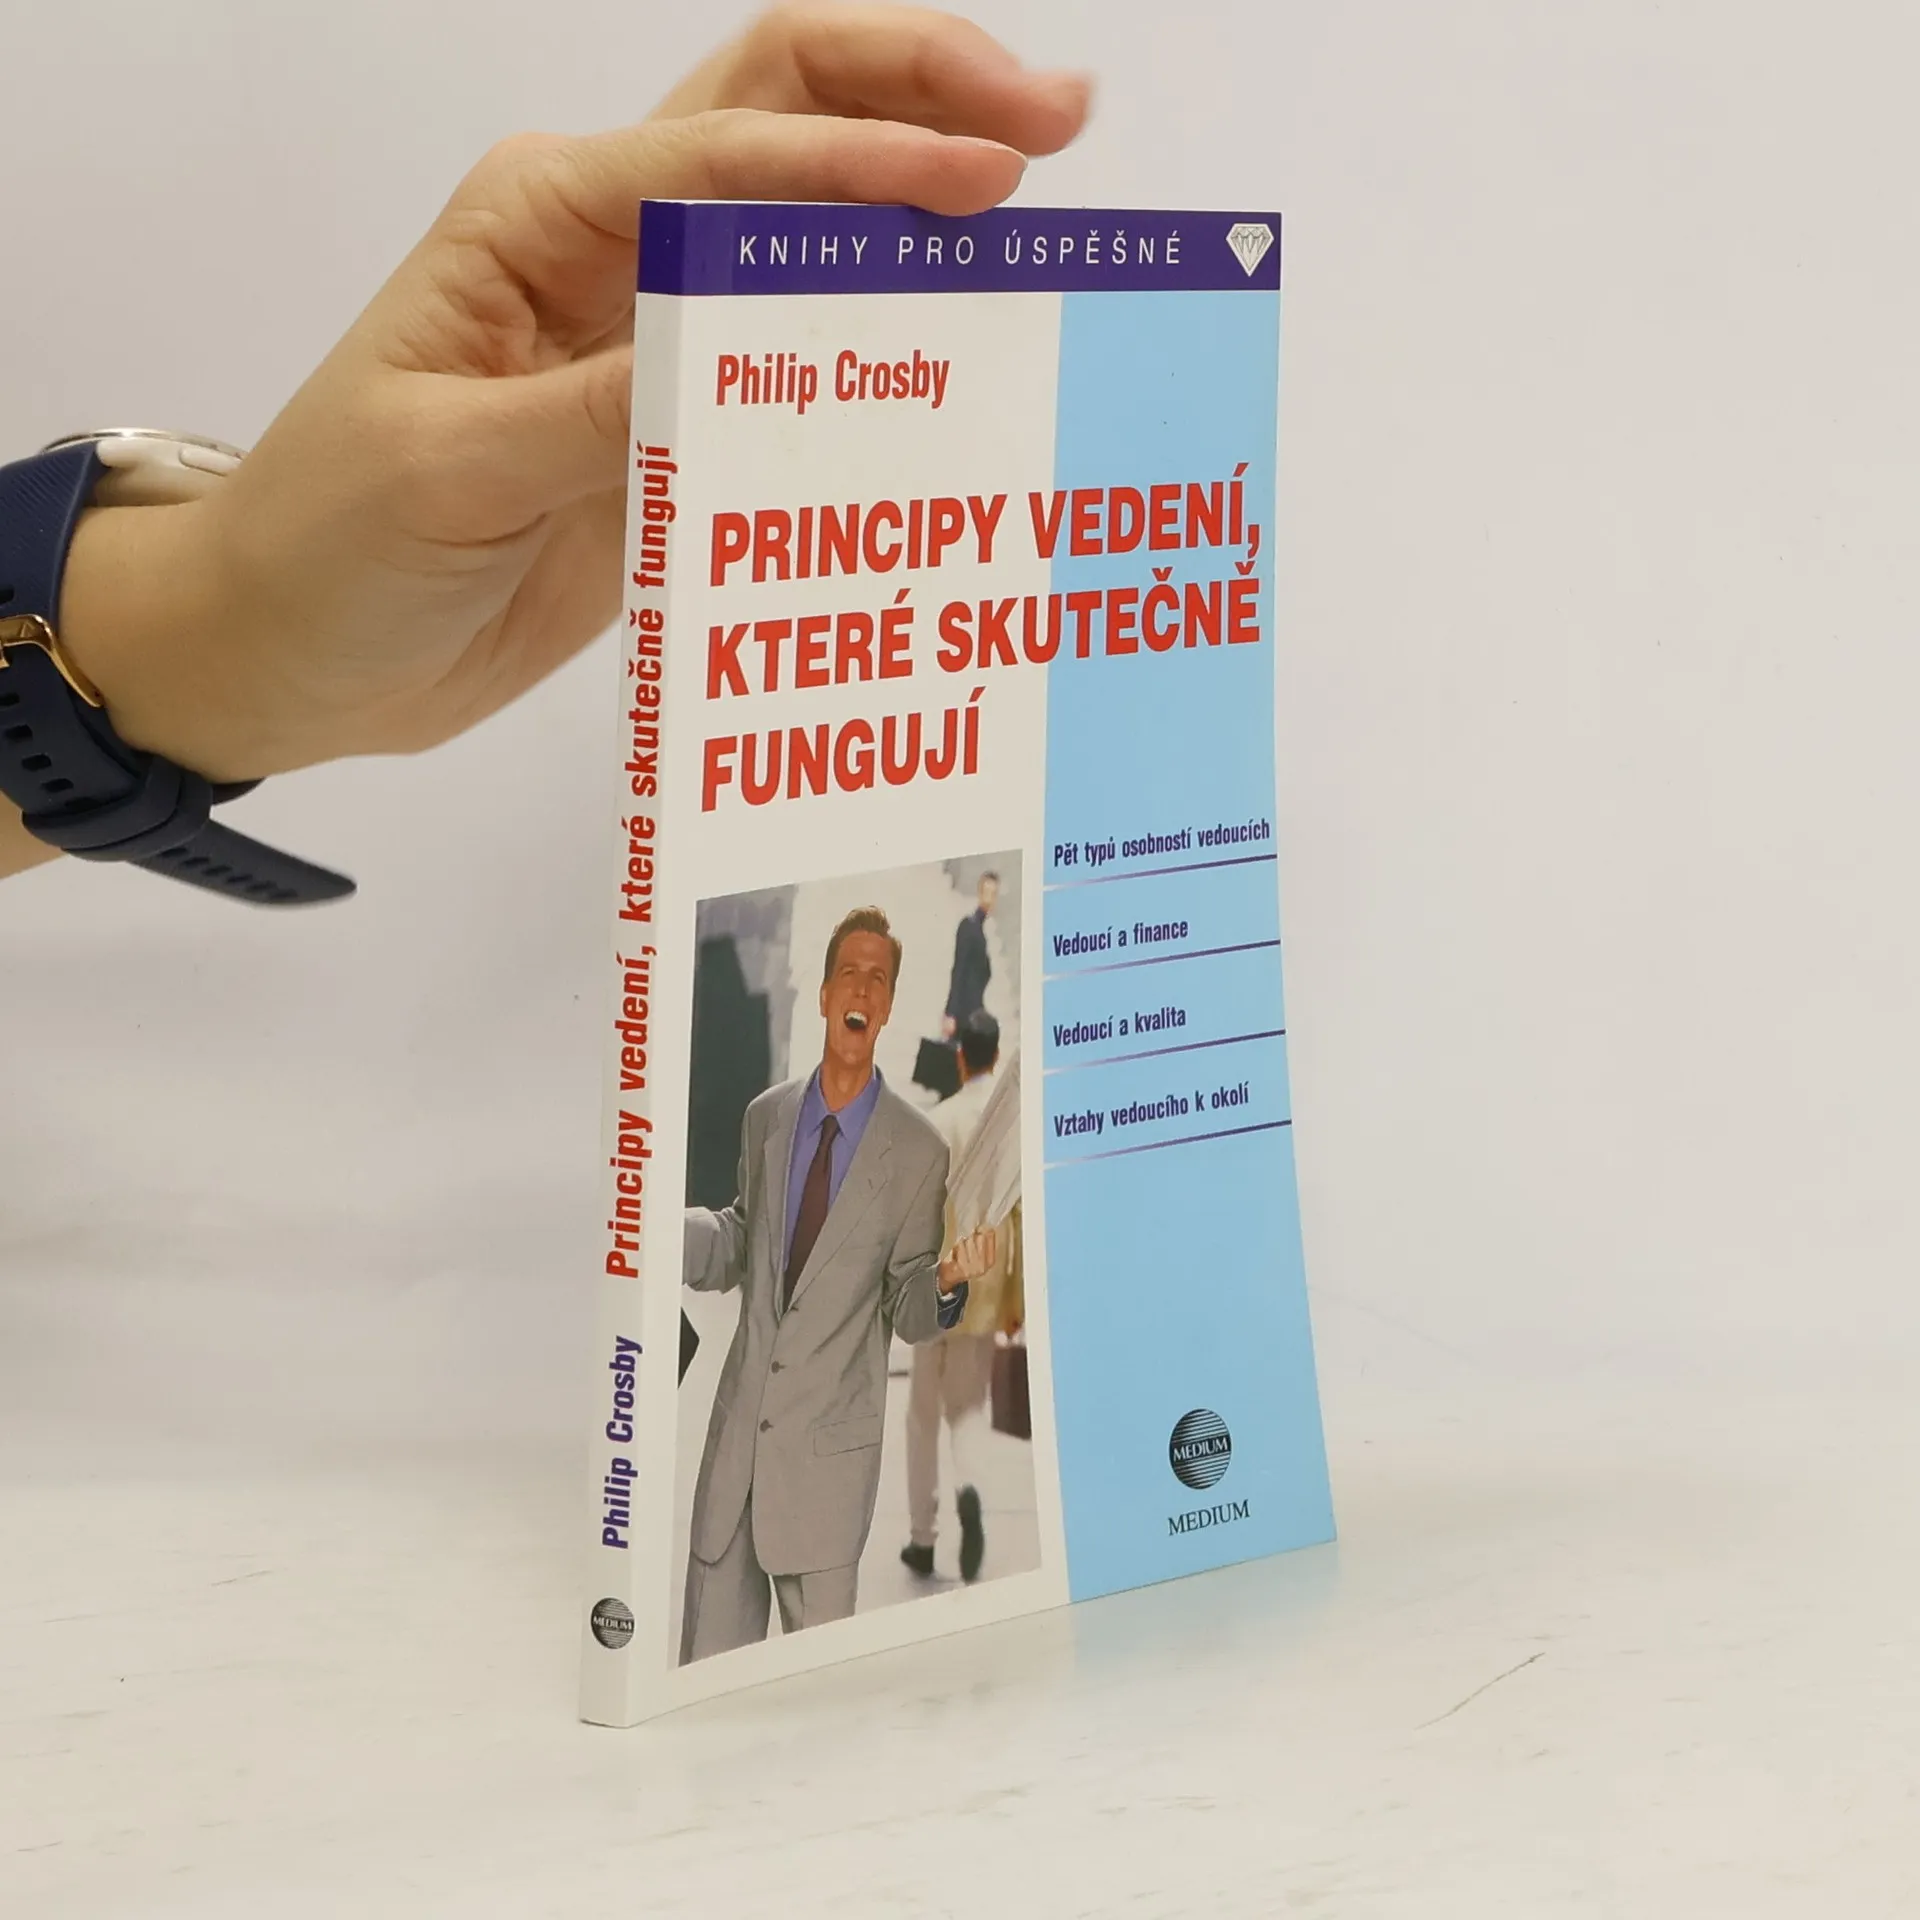 KNIHY PRO ÚSPĚŠNÉ
Philip Crosby
PRINCIPY VEDENÍ,
KTERÉ SKUTEČNĚ
FUNGUJÍ
Pět typů osobností vedoucích
Vedoucí a finance
Vedoucí a kvalita
Vztahy vedoucího k okolí
MEDIUM
MEDIUM
Philip Crosby Principy vedení, které skutečně fungují
MEDIUM